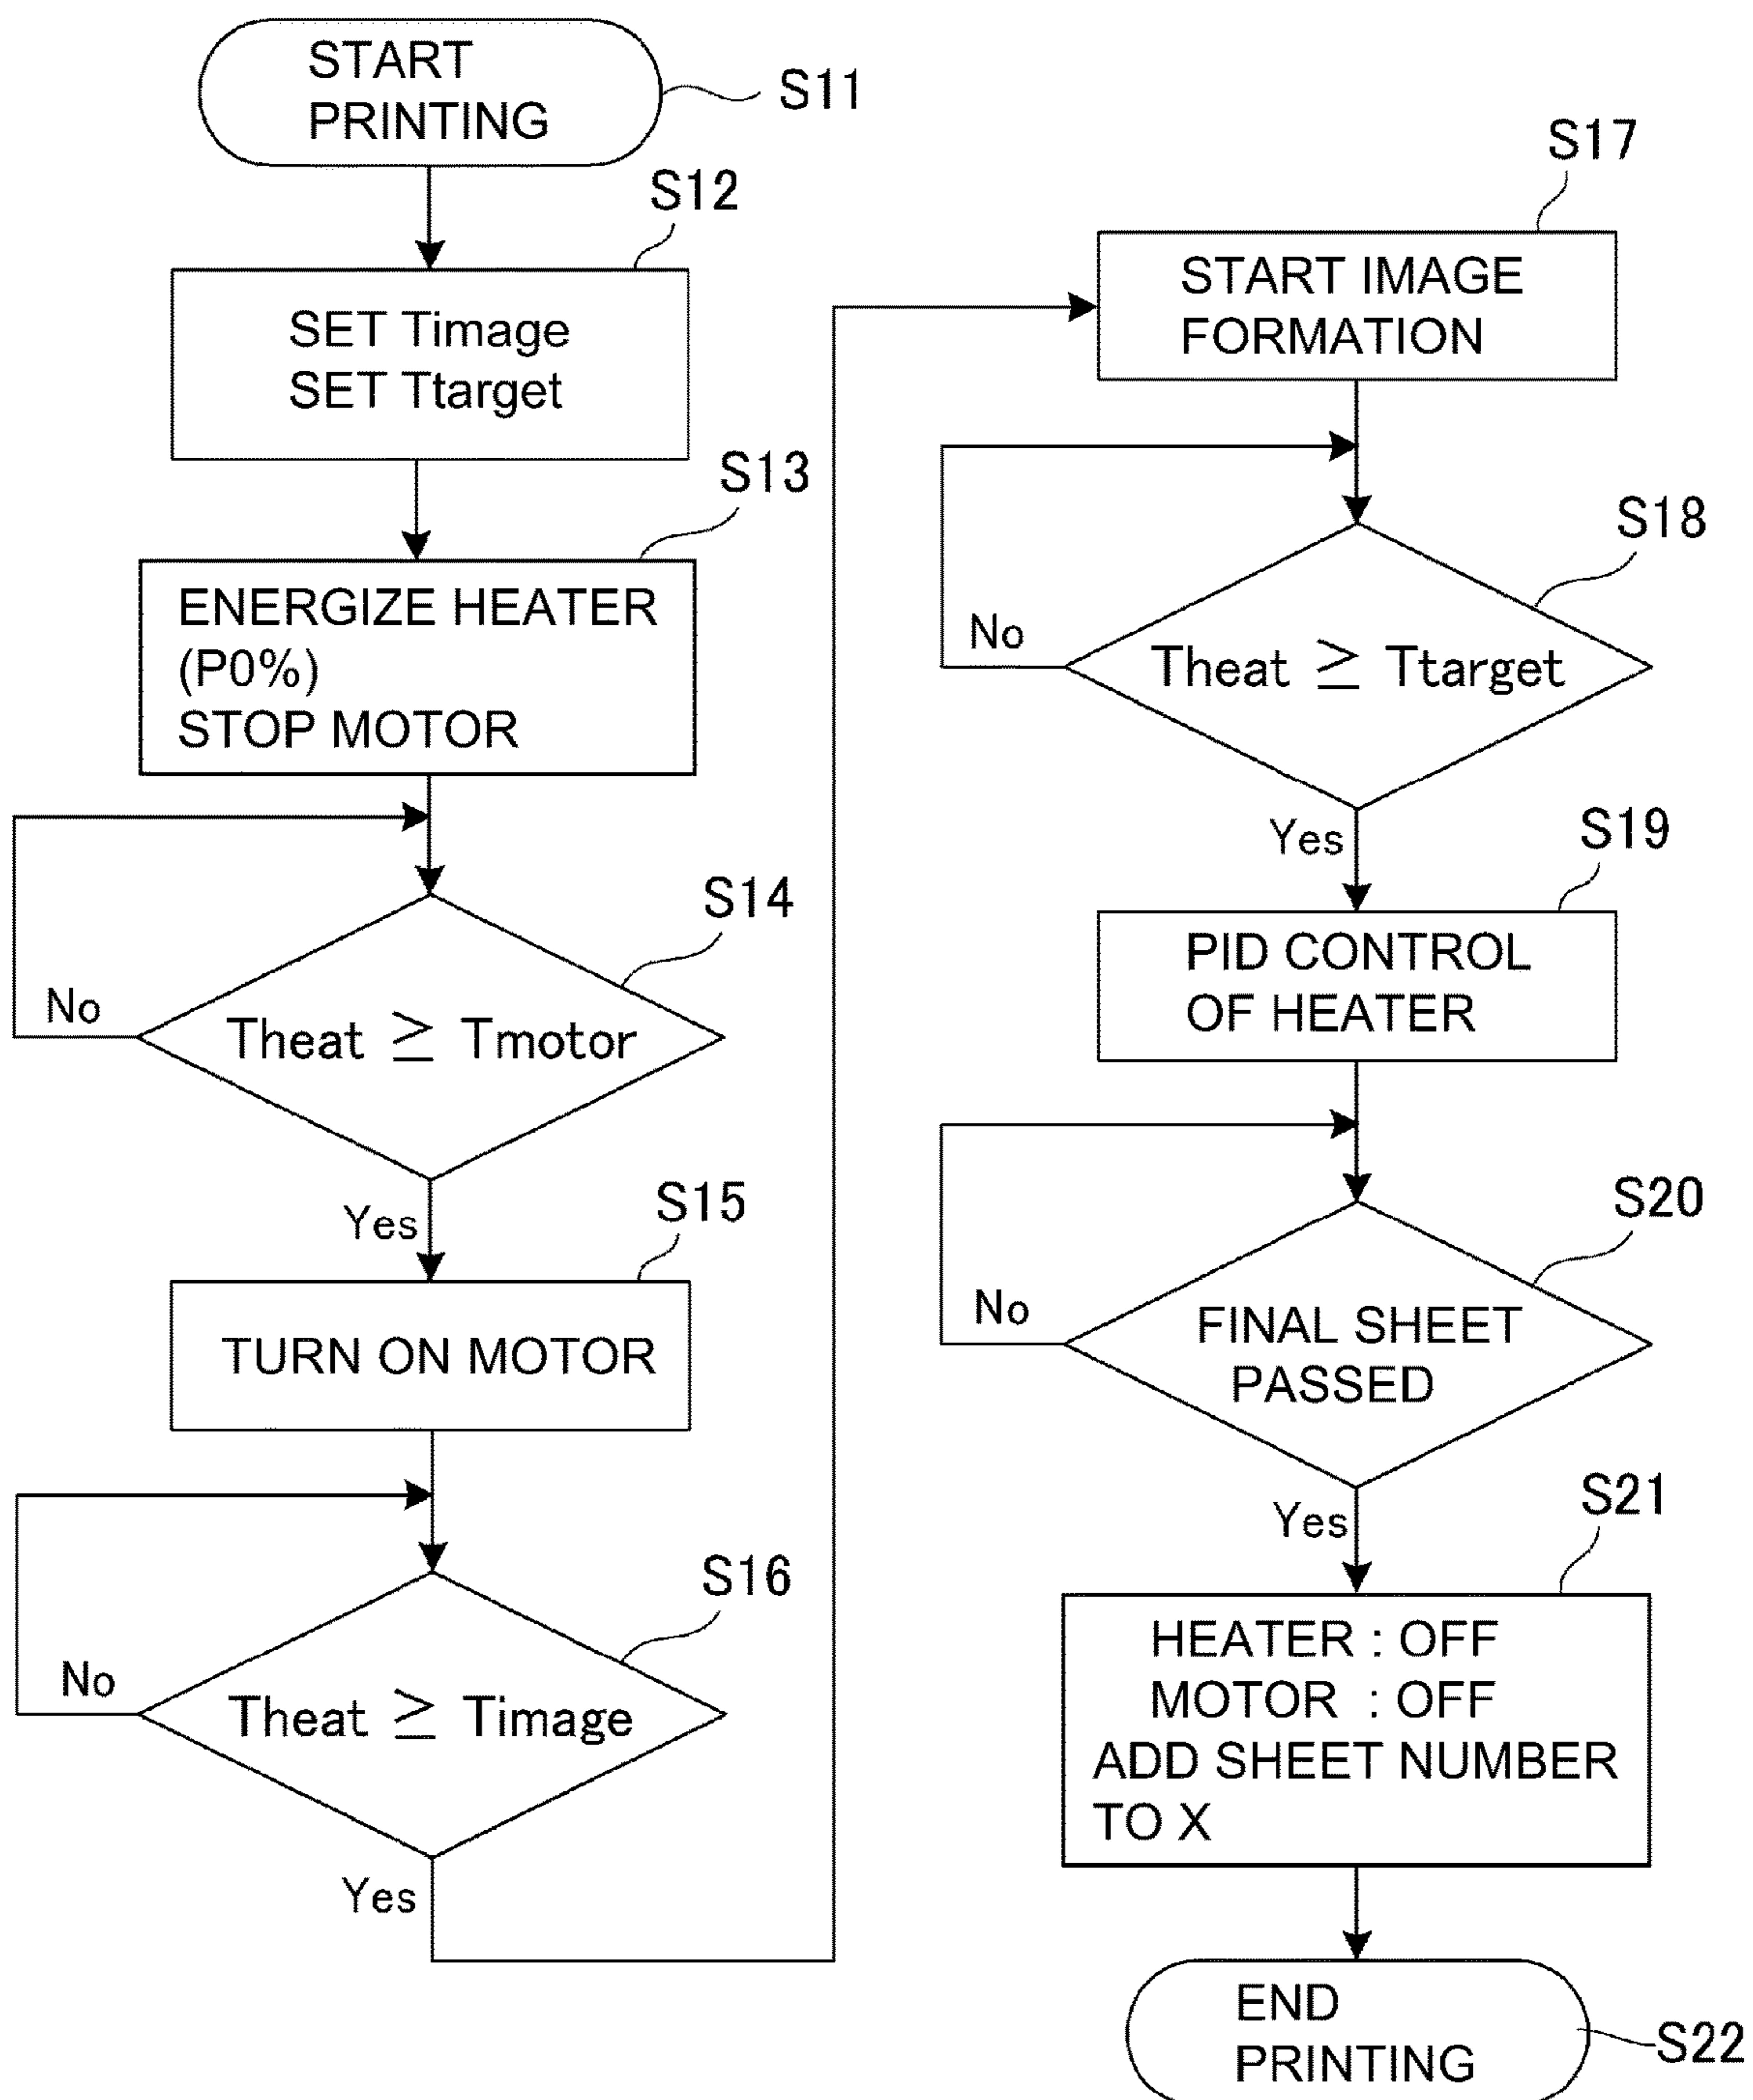 START
PRINTING
S11
S12
SET Timage
SET Ttarget
S13
ENERGIZE HEATER
(P0%)
STOP MOTOR
S14
No
Theat ≧ Tmotor
Yes
S15
TURN ON MOTOR
S16
No
Theat ≧ Timage
Yes
S17
START IMAGE
FORMATION
S18
No
Theat ≧ Ttarget
Yes
S19
PID CONTROL
OF HEATER
S20
No
FINAL SHEET
PASSED
Yes
S21
HEATER : OFF
MOTOR : OFF
ADD SHEET NUMBER
TO X
END
PRINTING
S22